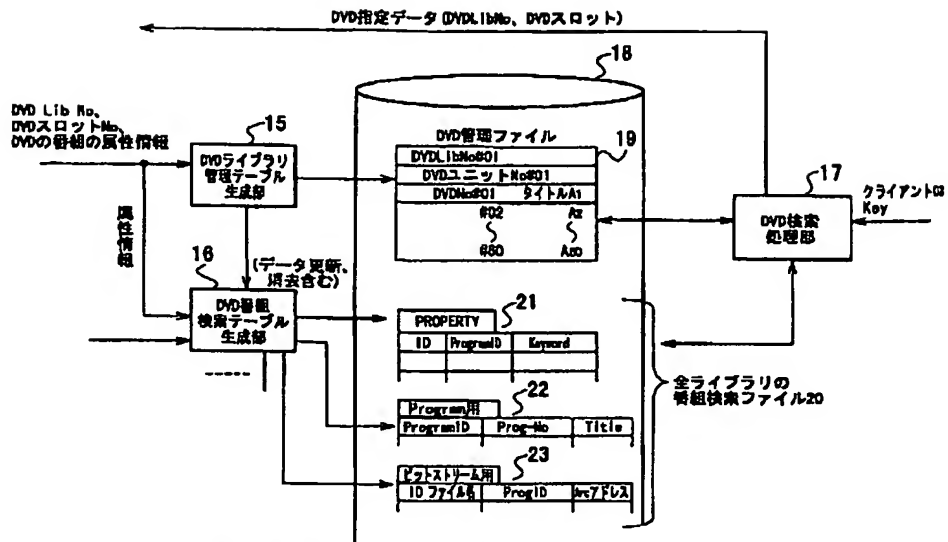 DVD指定データ(DVDLibNo、DVDスロット)
18
DVD Lib No、
DVDスロットNo、
DVDの番組の属性情報
15
DVDライブラリ
管理テーブル
生成部
属性情報
(データ更新、
消去含む)
16
DVD番組
検索テーブル
生成部
DVD管理ファイル
19
DVDLibNo#01
DVDユニットNo#01
DVDNo#01 タイトルA1
#02 A2
#50 A50
17
DVD検索
処理部
クライアントID
Key
21
PROPERTY
ID ProgramID Keyword
22
Program用
ProgramID Prog-No Title
23
ビットストリーム用
ID ファイル名 ProgID Arcアドレス
全ライブラリの
番組検索ファイル20